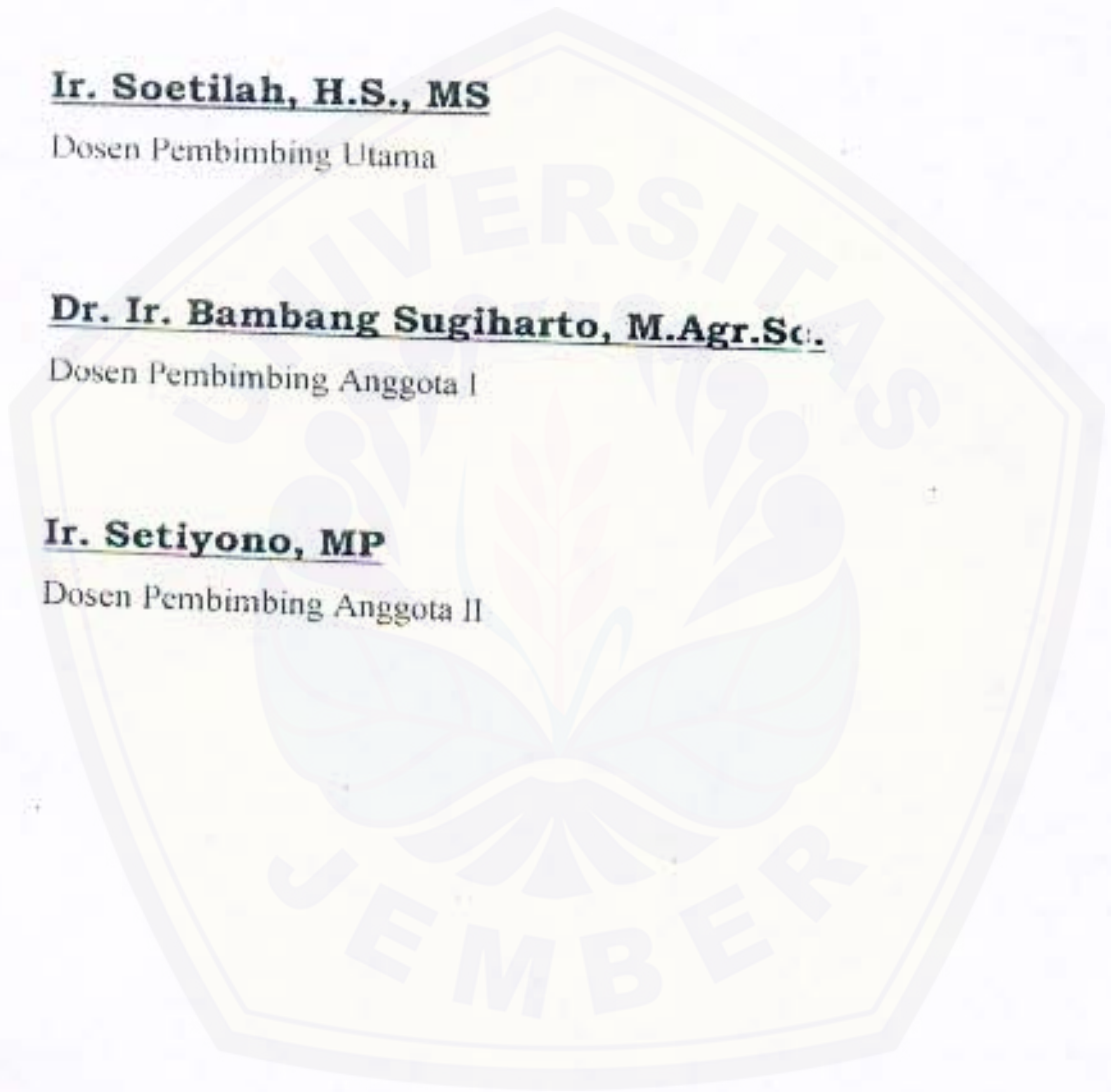 Ir. Soetilah, H.S., MS
Dosen Pembimbing Utama
Dr. Ir. Bambang Sugiharto, M.Agr.Sc.
Dosen Pembimbing Anggota I
Ir. Setiyono, MP
Dosen Pembimbing Anggota II
UNIVERSITAS
JEMBER